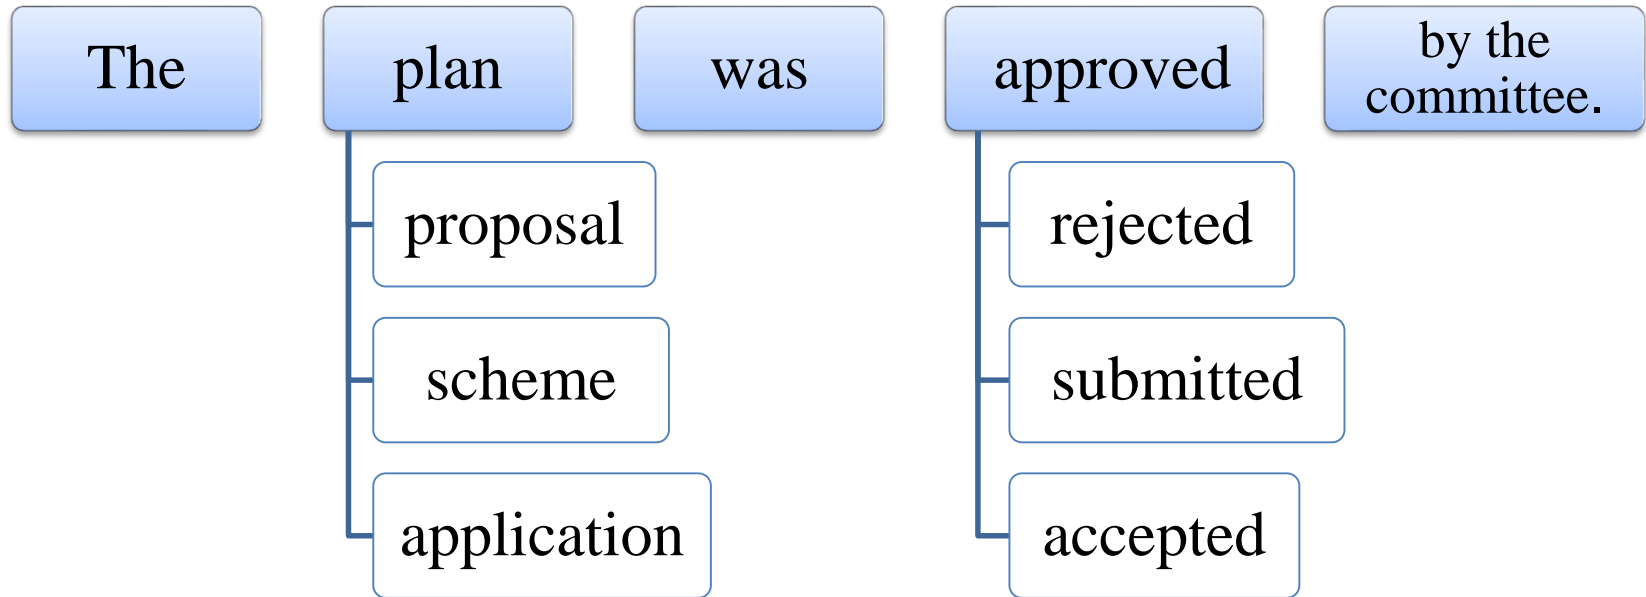 The plan was approved by the
committee.
proposal rejected
scheme submitted
application accepted